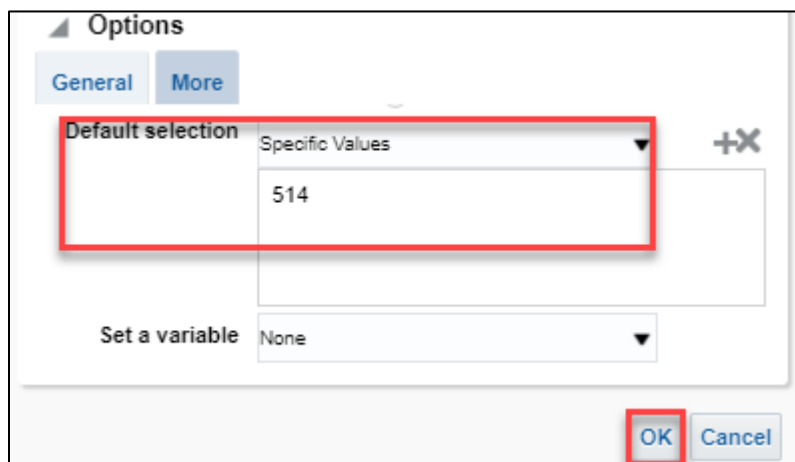 Options
General More
Default selection Specific Values
514
Set a variable None
OK Cancel